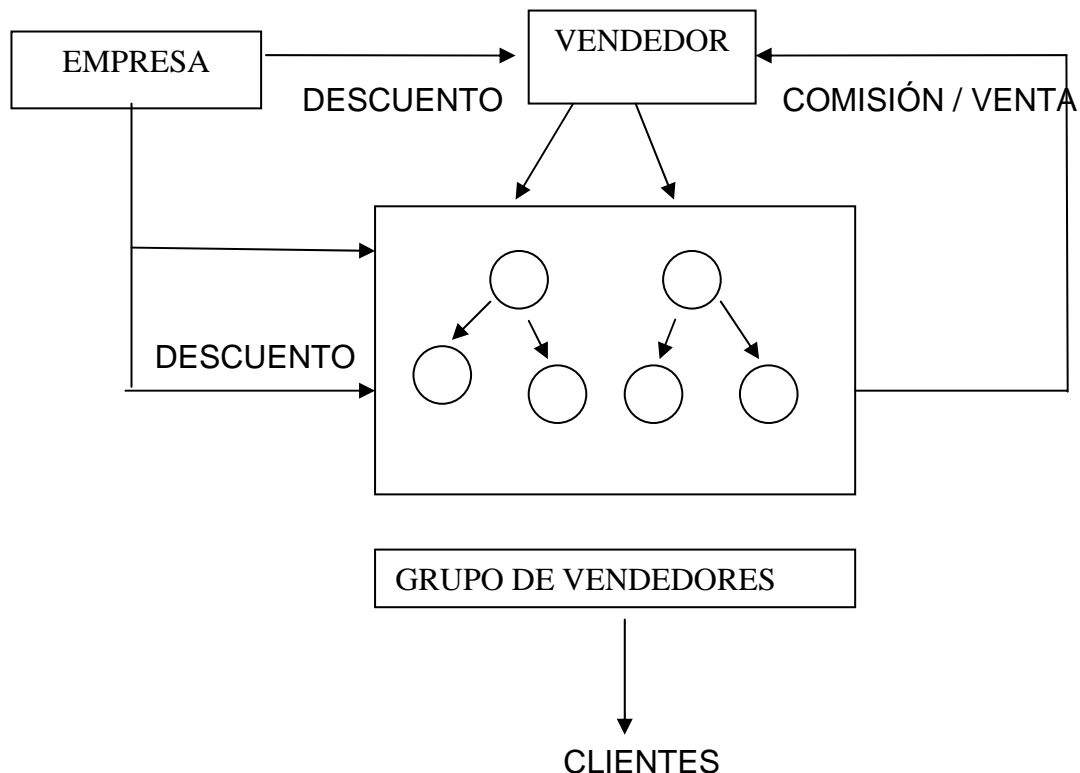 EMPRESA
VENDEDOR
DESCUENTO
COMISIÓN / VENTA
DESCUENTO
GRUPO DE VENDEDORES
CLIENTES